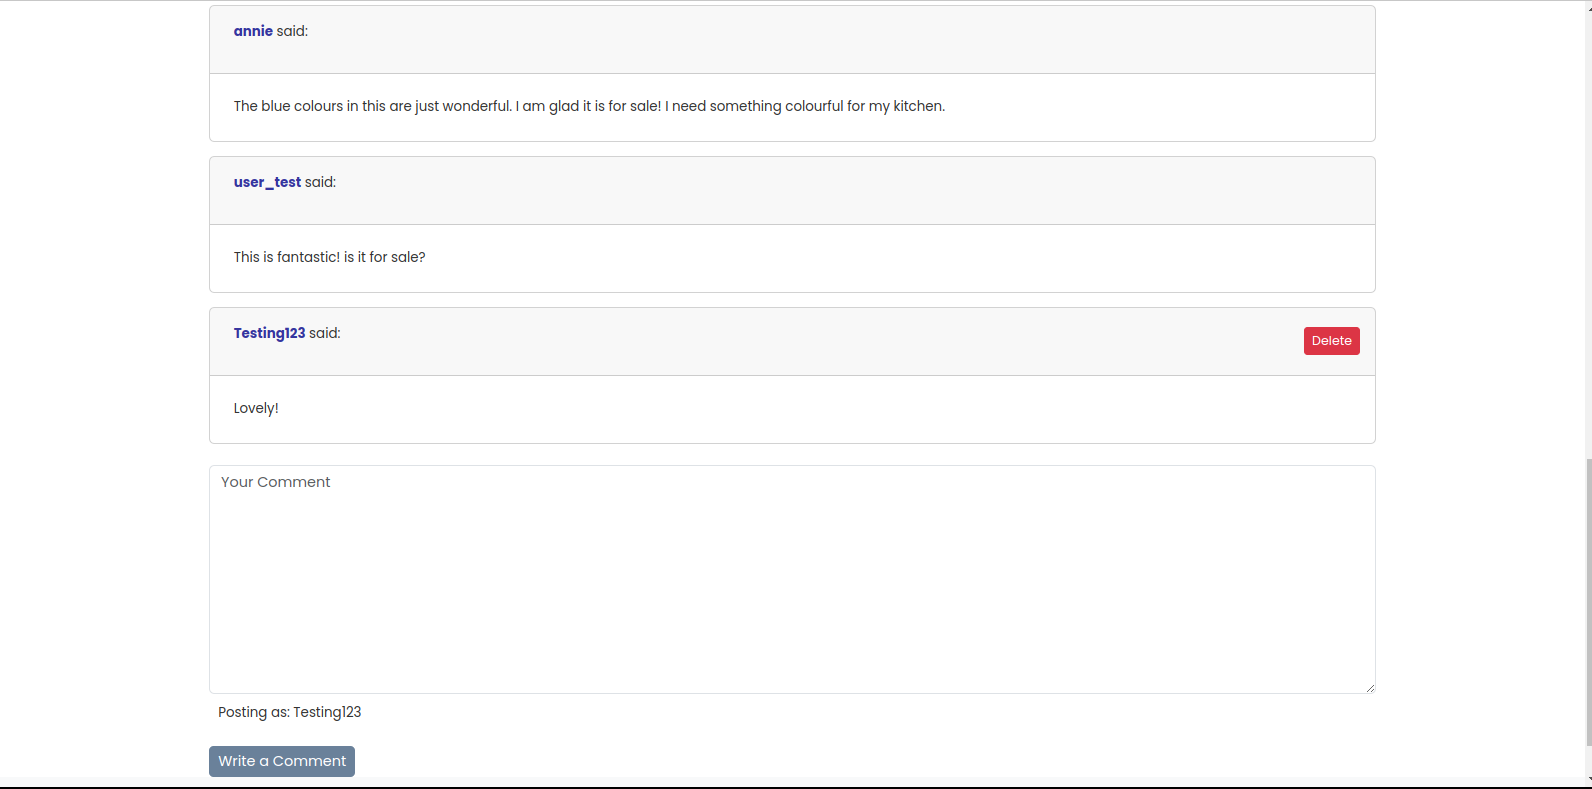 annie said:
The blue colours in this are just wonderful. I am glad it is for sale! I need something colourful for my kitchen.
user_test said:
This is fantastic! is it for sale?
Testing123 said:
Delete
Lovely!
Your Comment
Posting as: Testing123
Write a Comment